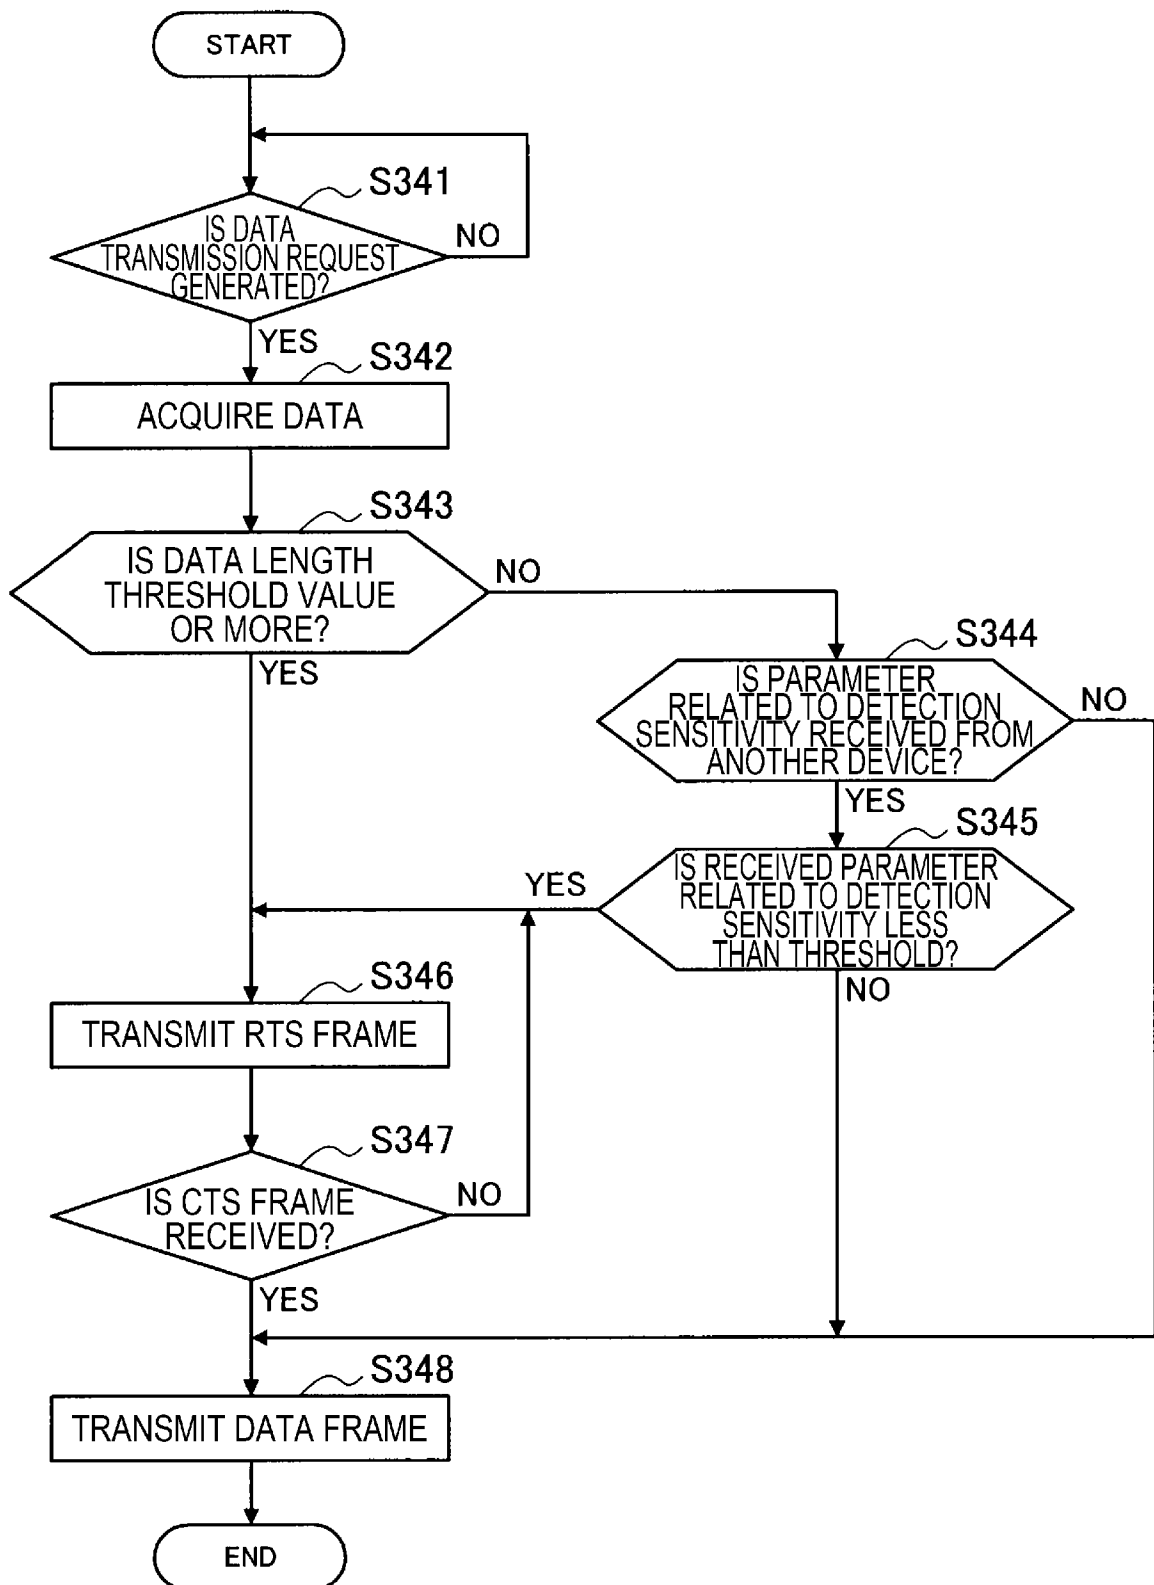 START
S341
IS DATA
TRANSMISSION REQUEST
GENERATED?
NO
YES
S342
ACQUIRE DATA
S343
IS DATA LENGTH
THRESHOLD VALUE
OR MORE?
NO
YES
S344
IS PARAMETER
RELATED TO DETECTION
SENSITIVITY RECEIVED FROM
ANOTHER DEVICE?
NO
YES
S345
IS RECEIVED PARAMETER
RELATED TO DETECTION
SENSITIVITY LESS
THAN THRESHOLD?
YES
NO
S346
TRANSMIT RTS FRAME
S347
IS CTS FRAME
RECEIVED?
NO
YES
S348
TRANSMIT DATA FRAME
END